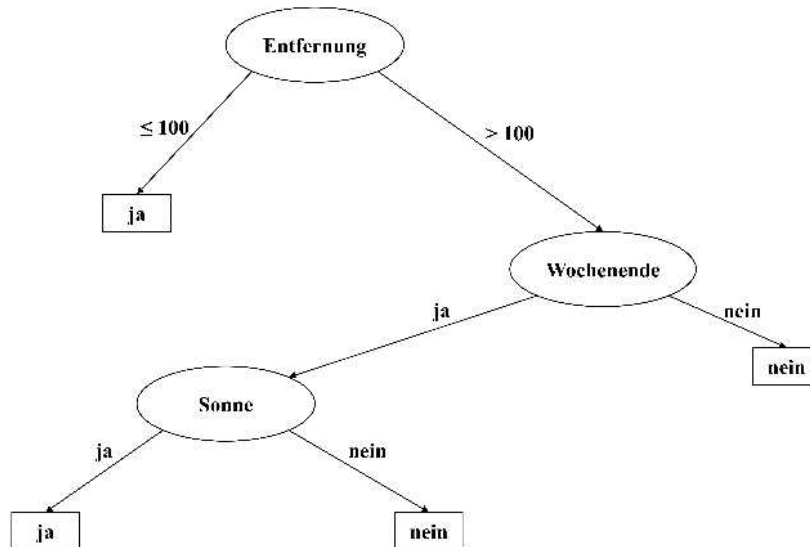 Entfernung
≤ 100
> 100
ja
Wochenende
ja
nein
nein
Sonne
ja
nein
ja
nein